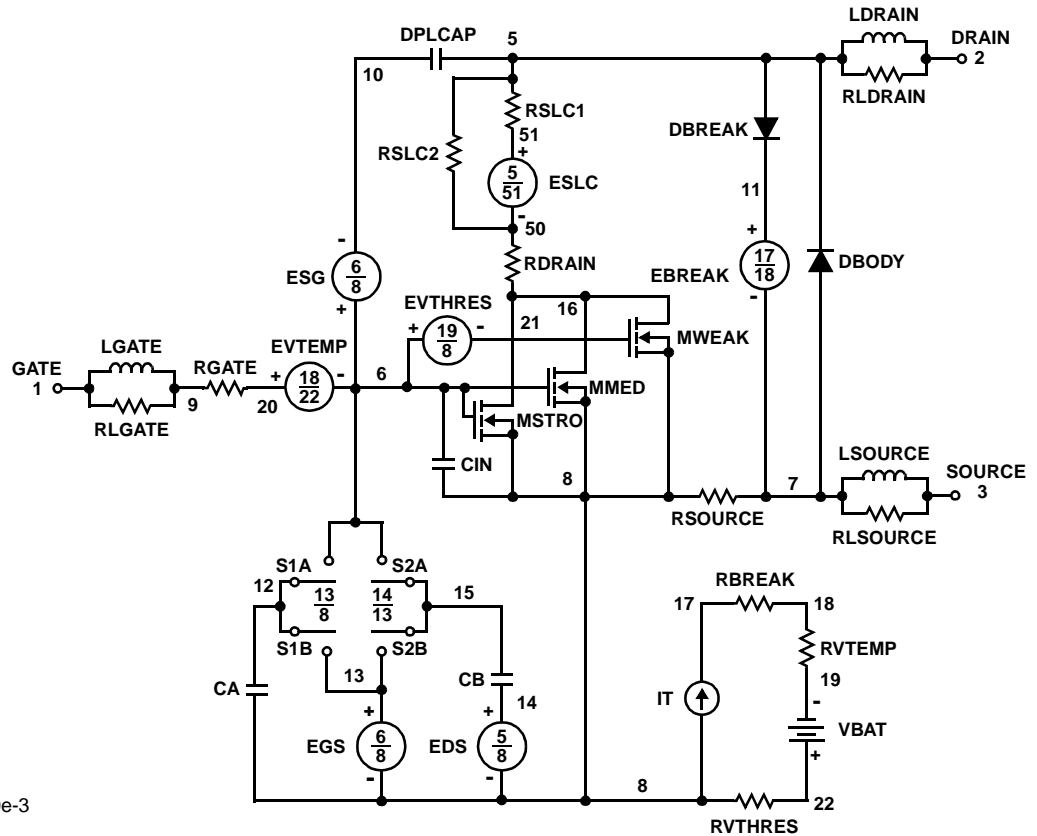 LDRAIN
DPLCAP
5
DRAIN
2
10
RLDRAIN
RSLC1
DBREAK
51
RSLC2
+
5
51
ESLC
11
-
50
-
+
RDRAIN
17
18
EBREAK
DBODY
6
8
ESG
EVTHRES
16
-
+
+
19
8
-
21
MWEAK
LGATE
EVTEMP
GATE
1
RGATE
+
18
22
-
6
MMED
9
20
MSTRO
RLGATE
LSOURCE
CIN
8
7
SOURCE
3
RSOURCE
RLSOURCE
S1A
S2A
12
13
8
14
13
15
RBREAK
17
18
S1B
S2B
RVTEMP
13
CB
CA
19
IT
-
14
+
+
VBAT
EGS
6
8
EDS
5
8
+
-
-
8
22
e-3
RVTHRES